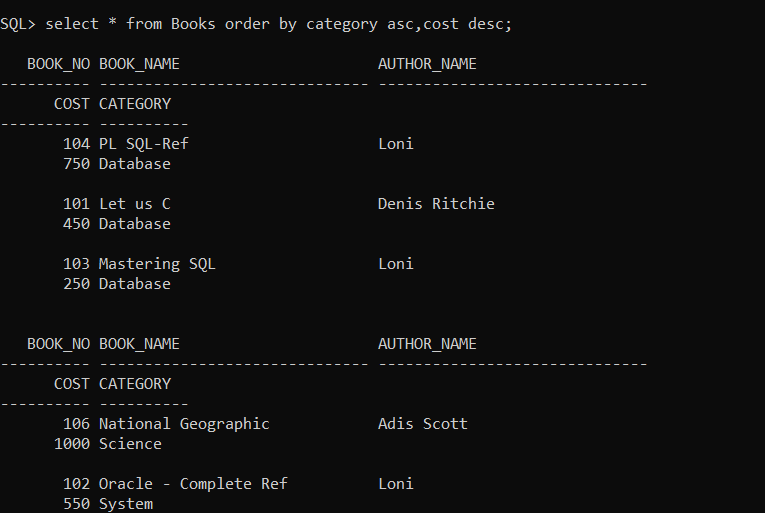 SQL> select * from Books order by category asc,cost desc;
BOOK_NO BOOK_NAME AUTHOR_NAME
---------- ------------------------------ ------------------------------
COST CATEGORY
---------- ----------
104 PL SQL-Ref Loni
750 Database
101 Let us C Denis Ritchie
450 Database
103 Mastering SQL Loni
250 Database
BOOK_NO BOOK_NAME AUTHOR_NAME
---------- ------------------------------ ------------------------------
COST CATEGORY
---------- ----------
106 National Geographic Adis Scott
1000 Science
102 Oracle - Complete Ref Loni
550 System